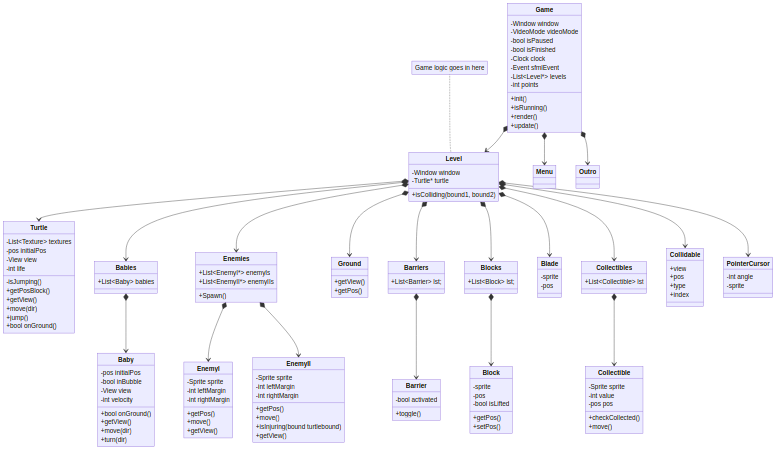 Game
-Window window
-VideoMode videoMode
-bool isPaused
-bool isFinished
-Clock clock
-Event sfmlEvent
-List<Level*> levels
-int points
+init()
+isRunning()
+render()
+update()
Game logic goes in here
Level
-Window window
-Turtle* turtle
+isColliding(bound1, bound2)
Menu
Outro
Turtle
-List<Texture> textures
-pos initialPos
-View view
-int life
-isJumping()
+getPosBlock()
+getView()
+move(dir)
+jump()
+bool onGround()
Babies
+List<Baby> babies
Enemies
+List<EnemyI*> enemyIs
+List<EnemyII*> enemyIIs
+Spawn()
Ground
+getView()
+getPos()
Barriers
+List<Barrier> lst;
Blocks
+List<Block> lst;
Blade
-sprite
-pos
Collectibles
+List<Collectible> lst
Collidable
+view
+pos
+type
+index
PointerCursor
-int angle
-sprite
Baby
-pos initialPos
-bool inBubble
-View view
-int velocity
+bool onGround()
+getView()
+move(dir)
+turn(dir)
EnemyI
-Sprite sprite
-int leftMargin
-int rightMargin
+getPos()
+move()
+getView()
EnemyII
-Sprite sprite
-int leftMargin
-int rightMargin
+getPos()
+move()
+isInjuring(bound turtlebound)
+getView()
Barrier
-bool activated
+toggle()
Block
-sprite
-pos
-bool isLifted
+getPos()
+setPos()
Collectible
-Sprite sprite
-int value
-pos pos
+checkCollected()
+move()